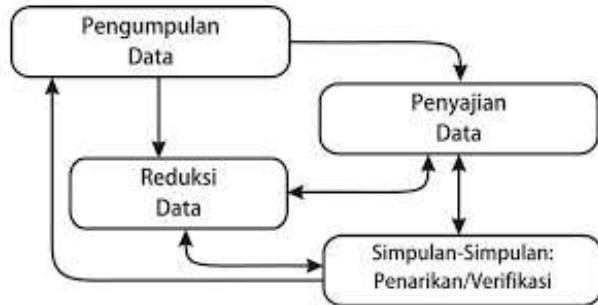 Pengumpulan
Data
Penyajian
Data
Reduksi
Data
Simpulan-Simpulan:
Penarikan/Verifikasi